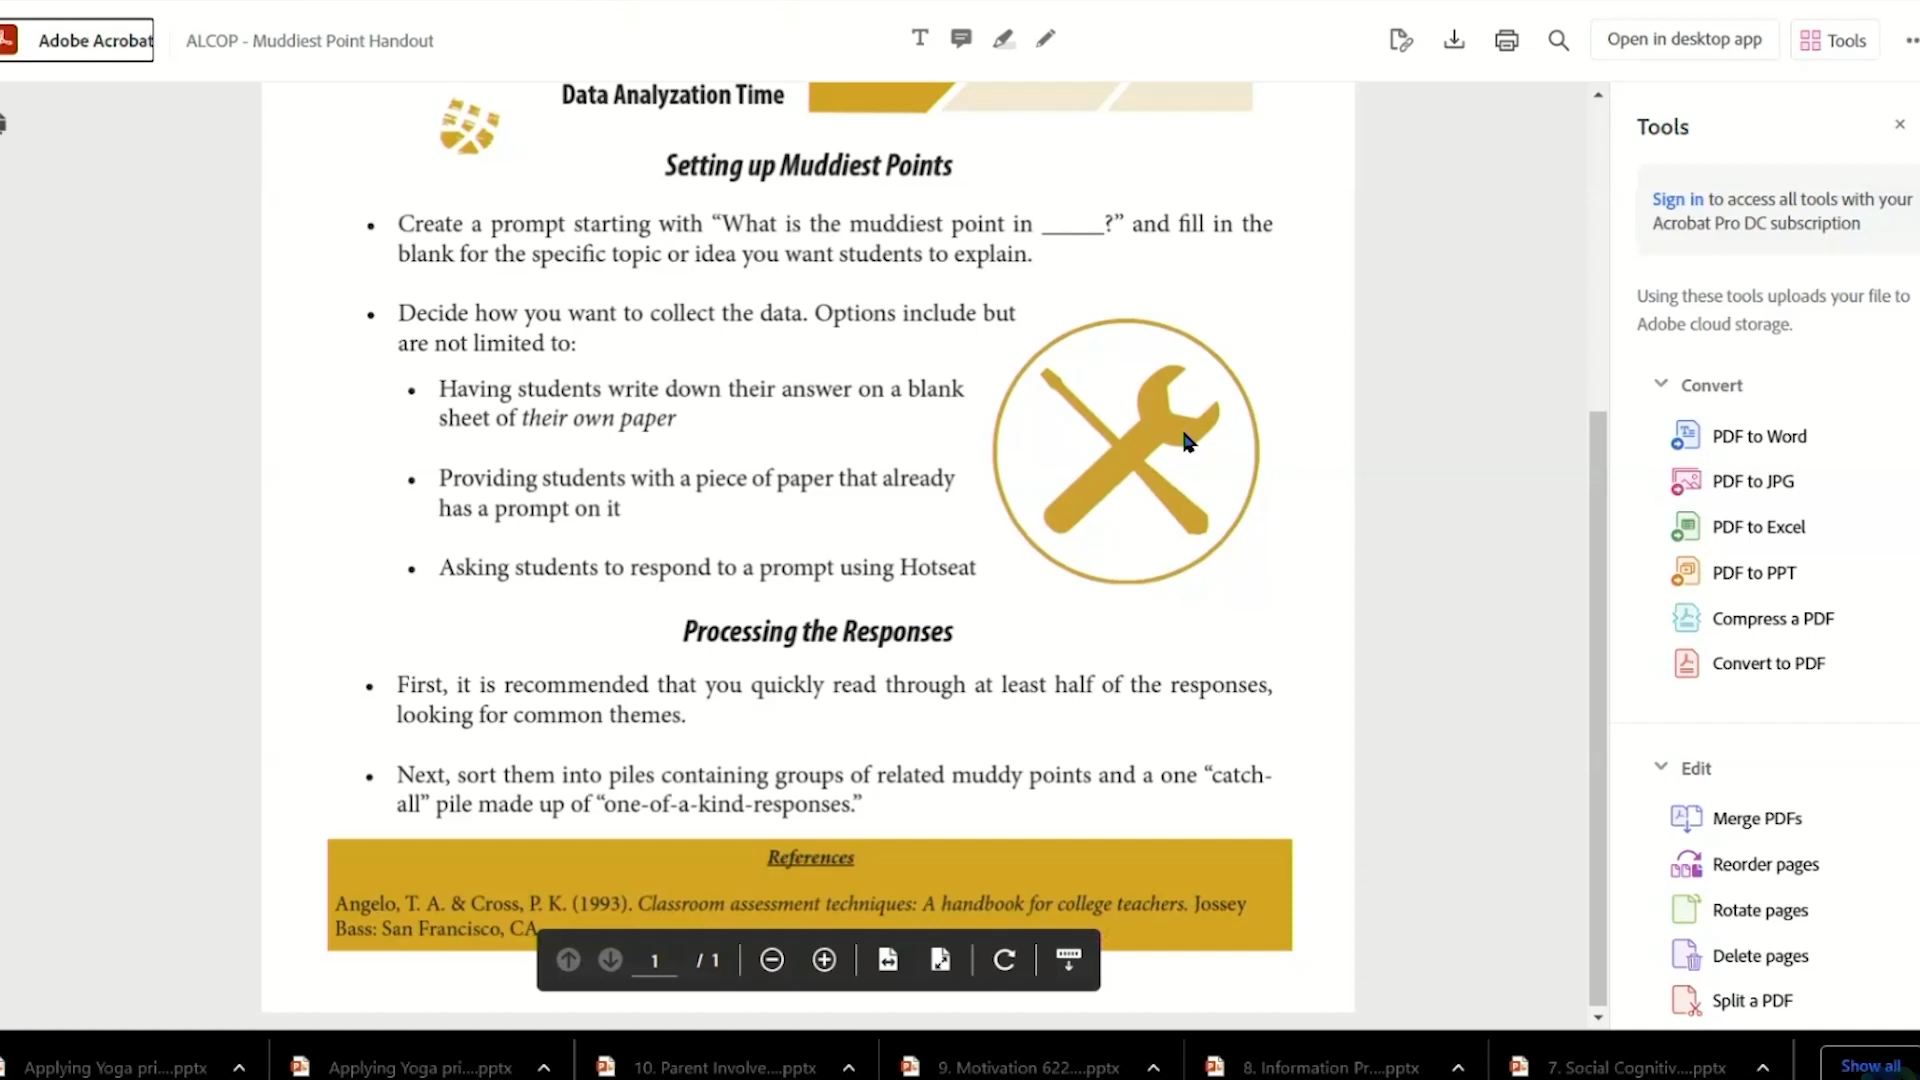 Adobe Acrobat
ALCOP - Muddiest Point Handout
Open in desktop app
Tools
Data Analyzation Time
Setting up Muddiest Points
• Create a prompt starting with “What is the muddiest point in _____?” and fill in the
blank for the specific topic or idea you want students to explain.
• Decide how you want to collect the data. Options include but
are not limited to:
• Having students write down their answer on a blank
sheet of their own paper
• Providing students with a piece of paper that already
has a prompt on it
• Asking students to respond to a prompt using Hotseat
Processing the Responses
• First, it is recommended that you quickly read through at least half of the responses,
looking for common themes.
• Next, sort them into piles containing groups of related muddy points and a one “catch-
all” pile made up of “one-of-a-kind-responses.”
References
Angelo, T. A. & Cross, P. K. (1993). Classroom assessment techniques: A handbook for college teachers. Jossey
Bass: San Francisco, CA
1 / 1
Tools
Sign in to access all tools with your
Acrobat Pro DC subscription
Using these tools uploads your file to
Adobe cloud storage.
Convert
PDF to Word
PDF to JPG
PDF to Excel
PDF to PPT
Compress a PDF
Convert to PDF
Edit
Merge PDFs
Reorder pages
Rotate pages
Delete pages
Split a PDF
Applying Yoga pri....pptx
Applying Yoga pri....pptx
10. Parent Involve....pptx
9. Motivation 622....pptx
8. Information Pr....pptx
7. Social Cognitiv....pptx
Show all